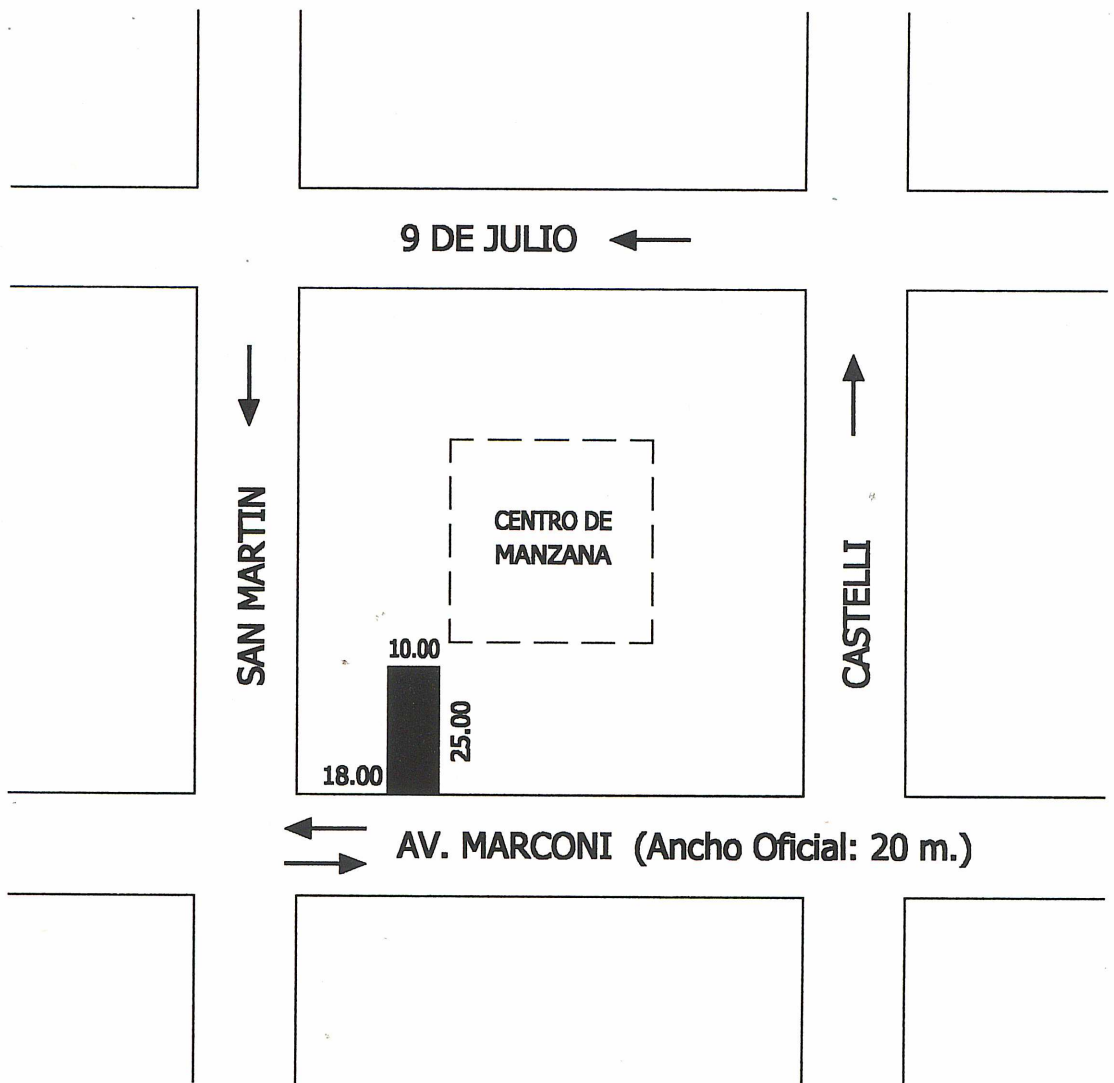 9 DE JULIO
SAN MARTIN
CENTRO DE
MANZANA
CASTELLI
10.00
25.00
18.00
AV. MARCONI (Ancho Oficial: 20 m.)